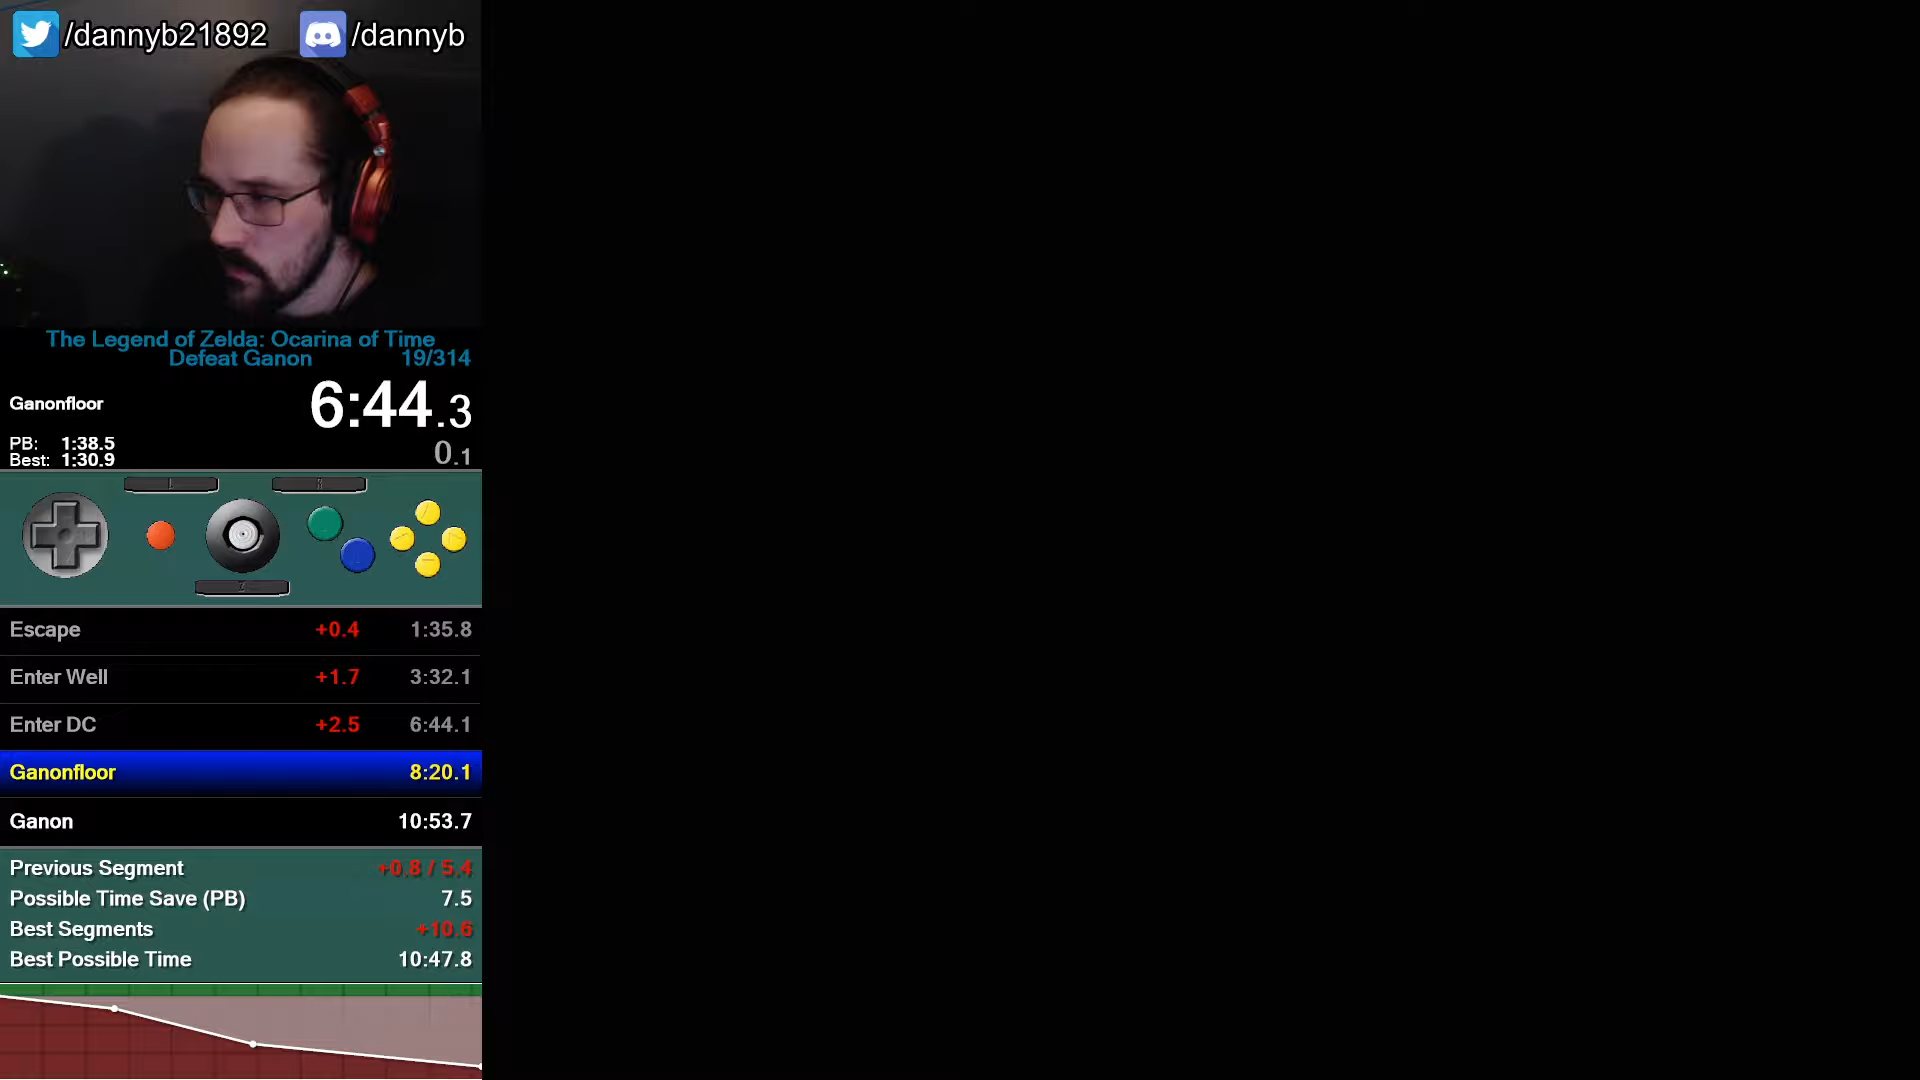 /dannyb21892 /dannyb
The Legend of Zelda: Ocarina of Time
Defeat Ganon 19/314
6:44.3
Ganonfloor
PB: 1:38.5
0.1
Best: 1:30.9
Escape +0.4 1:35.8
Enter Well +1.7 3:32.1
Enter DC +2.5 6:44.1
Ganonfloor 8:20.1
Ganon 10:53.7
Previous Segment +0.8 / 5.4
Possible Time Save (PB) 7.5
Best Segments +10.6
Best Possible Time 10:47.8